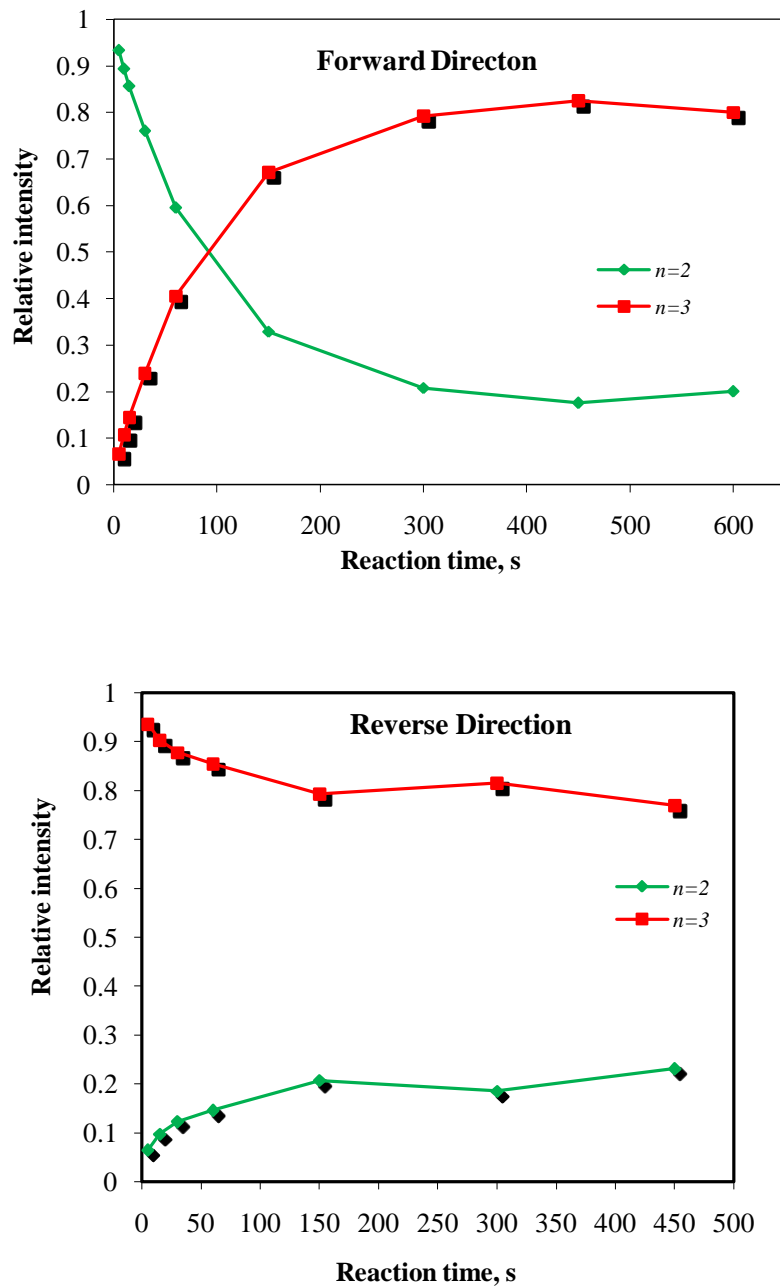 1
0.9
Forward Directon
0.8
0.7
0.6
0.5
0.4
0.3
0.2
0.1
0
Relative intensity
n=2
n=3
0 100 200 300 400 500 600
Reaction time, s
1
0.9
Reverse Direction
0.8
0.7
0.6
0.5
0.4
0.3
0.2
0.1
0
Relative intensity
n=2
n=3
0 50 100 150 200 250 300 350 400 450 500
Reaction time, s